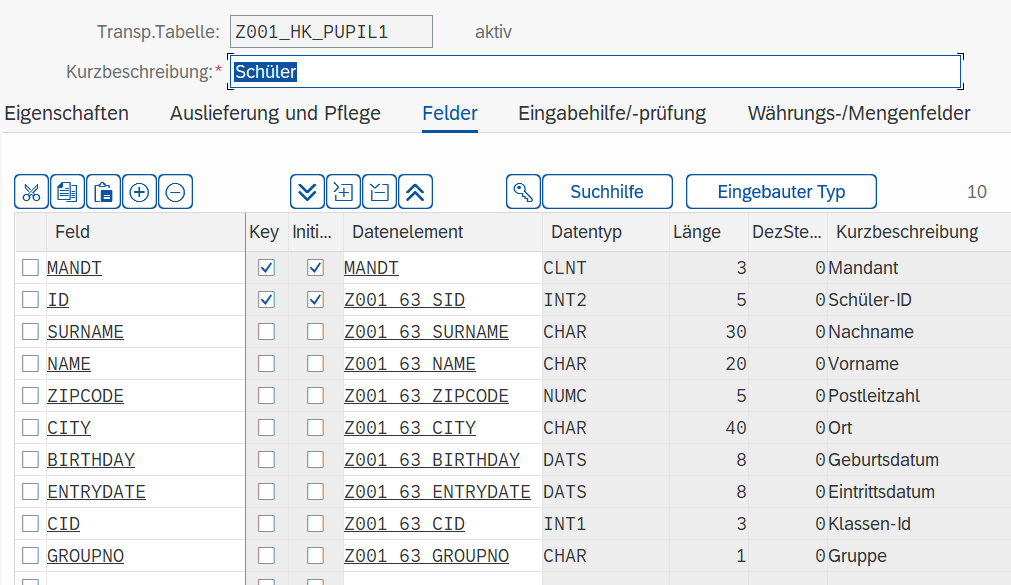 Transp.Tabelle: Z001_HK_PUPIL1 aktiv
Kurzbeschreibung:* Schüler
Eigenschaften Auslieferung und Pflege Felder Eingabehilfe/-prüfung Währungs-/Mengenfelder
Suchhilfe Eingebauter Typ 10
Feld Key Initi... Datenelement Datentyp Länge DezSte... Kurzbeschreibung
MANDT MANDT CLNT 3 0 Mandant
ID Z001_63_SID INT2 5 0 Schüler-ID
SURNAME Z001_63_SURNAME CHAR 30 0 Nachname
NAME Z001_63_NAME CHAR 20 0 Vorname
ZIPCODE Z001_63_ZIPCODE NUMC 5 0 Postleitzahl
CITY Z001_63_CITY CHAR 40 0 Ort
BIRTHDAY Z001_63_BIRTHDAY DATS 8 0 Geburtsdatum
ENTRYDATE Z001_63_ENTRYDATE DATS 8 0 Eintrittsdatum
CID Z001_63_CID INT1 3 0 Klassen-Id
GROUPNO Z001_63_GROUPNO CHAR 1 0 Gruppe